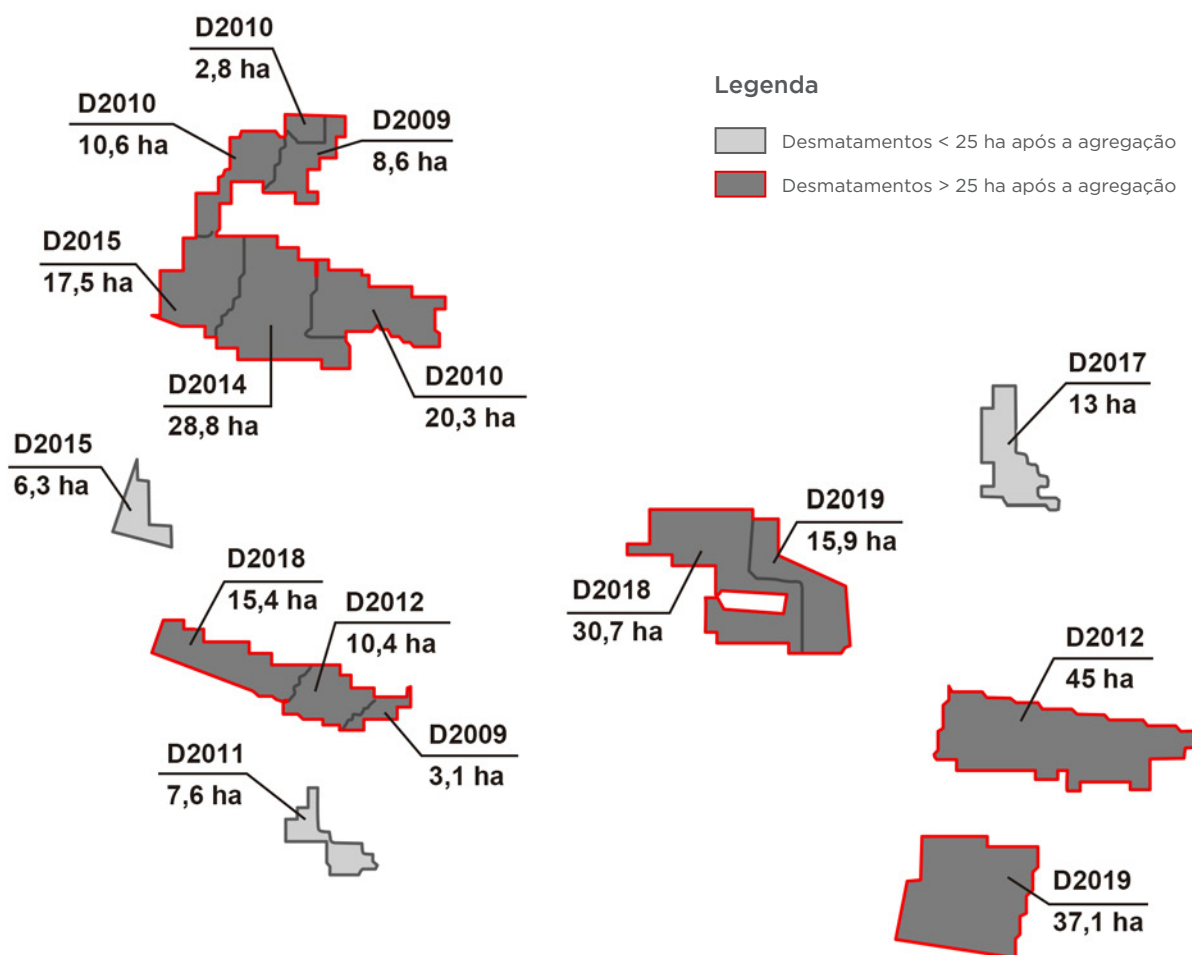 D2010
2,8 ha
D2010
10,6 ha
D2009
8,6 ha
D2015
17,5 ha
D2014
28,8 ha
D2010
20,3 ha
Legenda
Desmatamentos < 25 ha após a agregação
Desmatamentos > 25 ha após a agregação
D2017
13 ha
D2015
6,3 ha
D2019
15,9 ha
D2018
30,7 ha
D2018
15,4 ha
D2012
10,4 ha
D2009
3,1 ha
D2012
45 ha
D2011
7,6 ha
D2019
37,1 ha